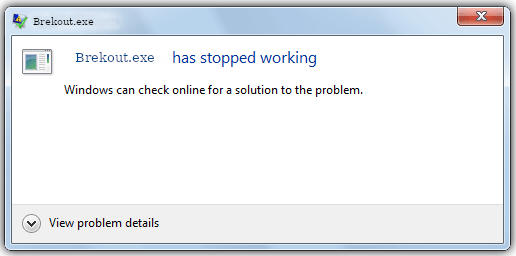 Brekout.exe
Brekout.exe has stopped working
Windows can check online for a solution to the problem.
View problem details